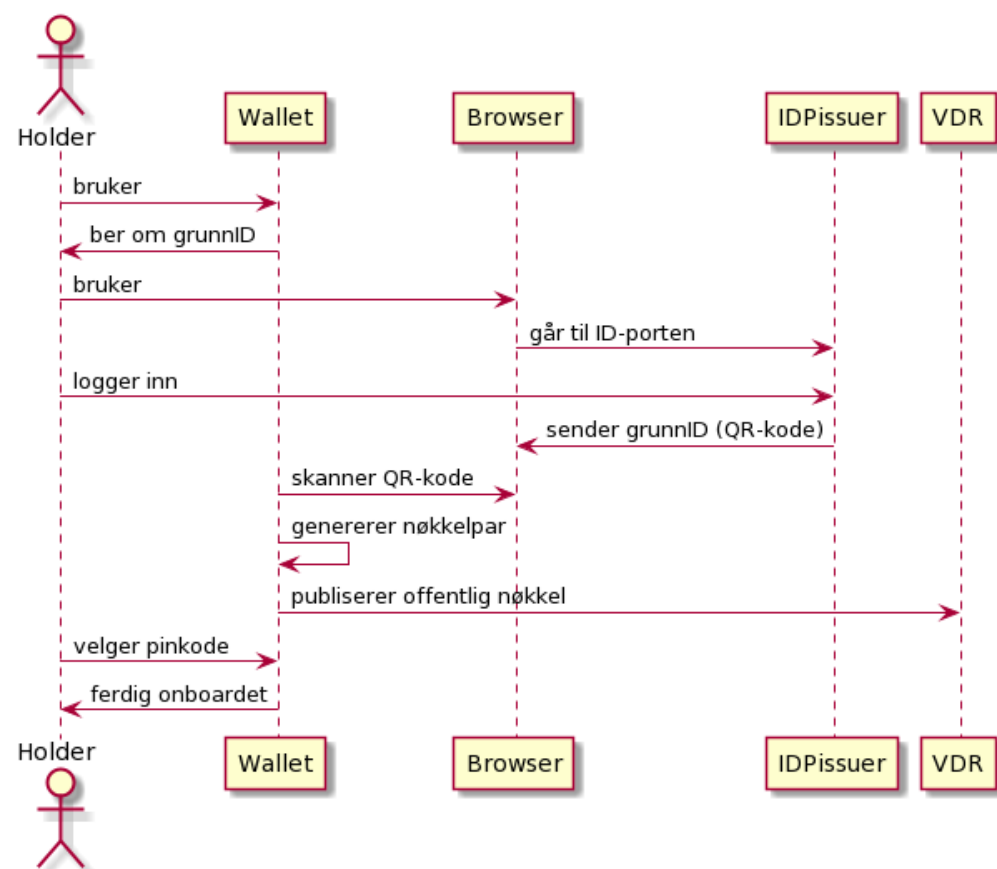 Holder
Wallet
Browser
IDPissuer
VDR
bruker
ber om grunnID
bruker
går til ID-porten
logger inn
sender grunnID (QR-kode)
skanner QR-kode
genererer nøkkelpar
publiserer offentlig nøkkel
velger pinkode
ferdig onboardet
Holder
Wallet
Browser
IDPissuer
VDR